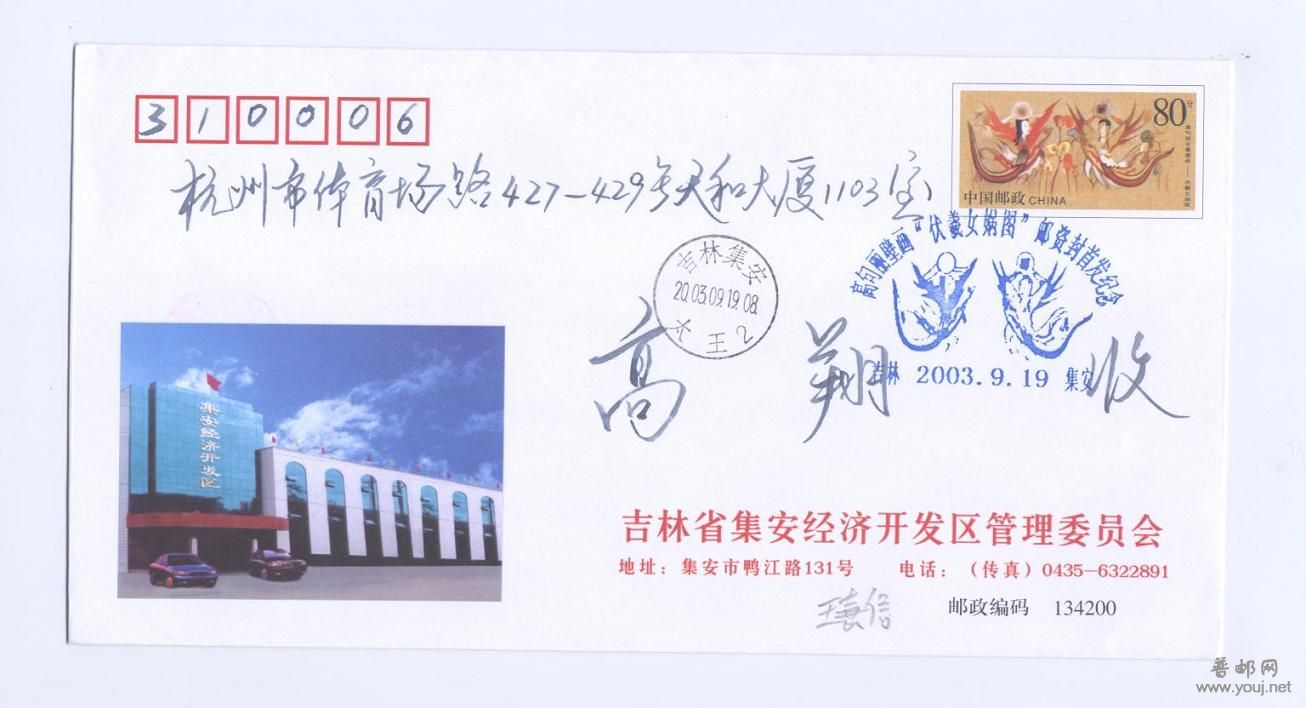 310006
80分
中国邮政 CHINA
杭州市体育场路427-429号天和大厦1103室
高句丽壁画“伏羲女娲图”邮资封首发纪念
吉林集安
2003.09.19.08
太王2
高翔收
吉林 2003.9.19 集安
集安经济开发区
吉林省集安经济开发区管理委员会
地址：集安市鸭江路131号 电话：（传真）0435-6322891
邮政编码 134200
普邮网
www.youj.net